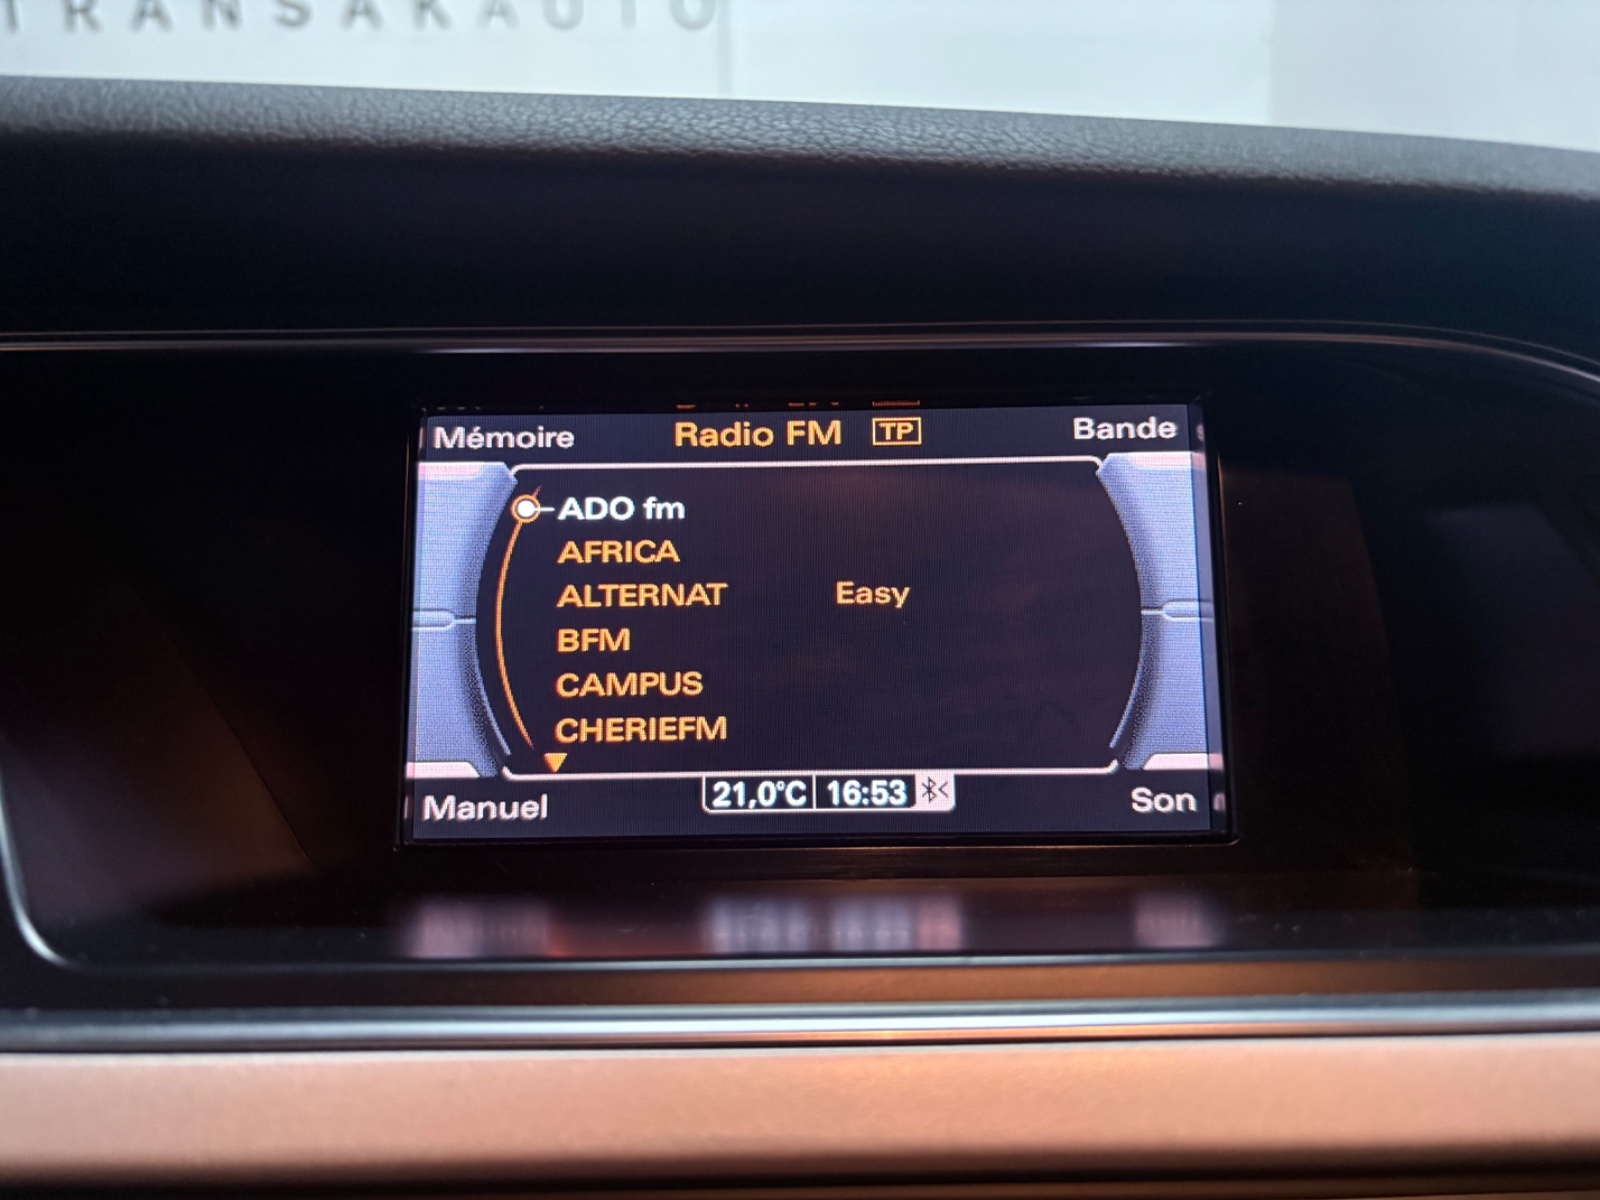 TRANSAKAUTO
Mémoire Radio FM TP Bande
ADO fm
AFRICA
ALTERNAT Easy
BFM
CAMPUS
CHERIEFM
21,0°C 16:53
Manuel Son